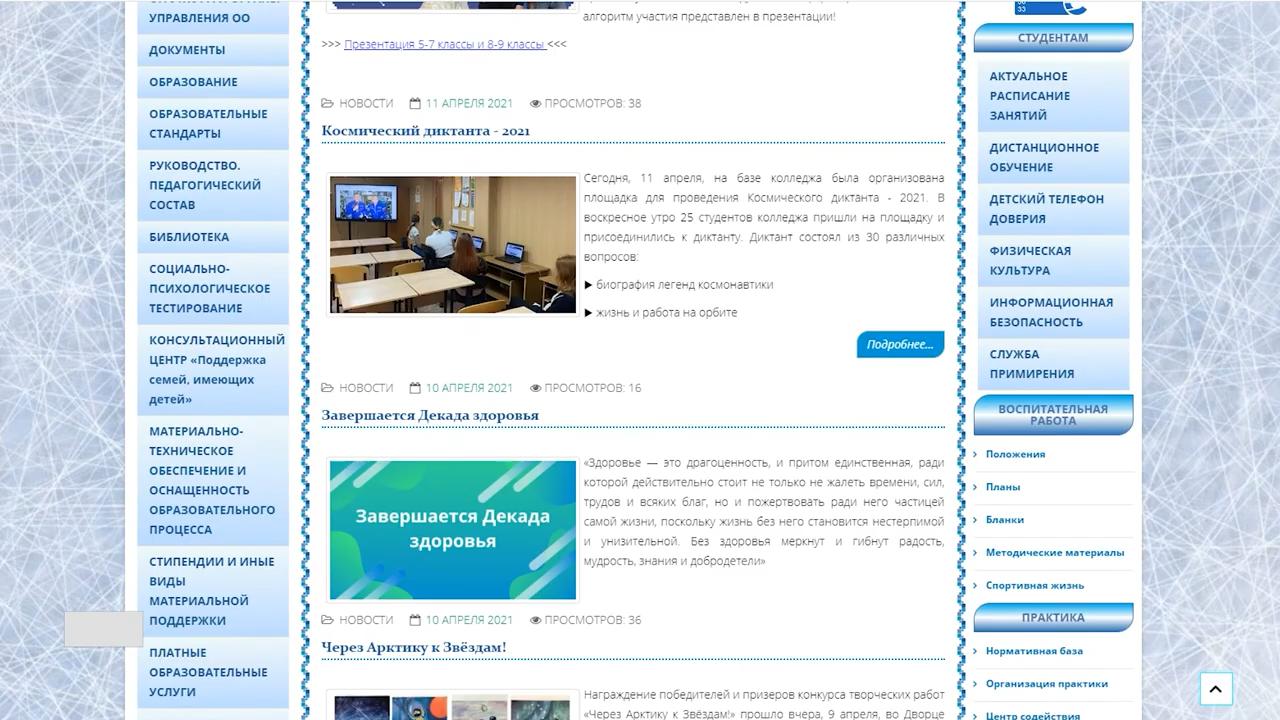 УПРАВЛЕНИЯ ОО
ДОКУМЕНТЫ
ОБРАЗОВАНИЕ
ОБРАЗОВАТЕЛЬНЫЕ
СТАНДАРТЫ
РУКОВОДСТВО.
ПЕДАГОГИЧЕСКИЙ
СОСТАВ
БИБЛИОТЕКА
СОЦИАЛЬНО-
ПСИХОЛОГИЧЕСКОЕ
ТЕСТИРОВАНИЕ
КОНСУЛЬТАЦИОННЫЙ
ЦЕНТР «Поддержка
семей, имеющих
детей»
МАТЕРИАЛЬНО-
ТЕХНИЧЕСКОЕ
ОБЕСПЕЧЕНИЕ И
ОСНАЩЕННОСТЬ
ОБРАЗОВАТЕЛЬНОГО
ПРОЦЕССА
СТИПЕНДИИ И ИНЫЕ
ВИДЫ
МАТЕРИАЛЬНОЙ
ПОДДЕРЖКИ
ПЛАТНЫЕ
ОБРАЗОВАТЕЛЬНЫЕ
УСЛУГИ
алгоритм участия представлен в презентации!
>>> Презентация 5-7 классы и 8-9 классы <<<
НОВОСТИ 11 АПРЕЛЯ 2021 ПРОСМОТРОВ: 38
Космический диктанта - 2021
Сегодня, 11 апреля, на базе колледжа была организована
площадка для проведения Космического диктанта - 2021. В
воскресное утро 25 студентов колледжа пришли на площадку и
присоединились к диктанту. Диктант состоял из 30 различных
вопросов:
► биография легенд космонавтики
► жизнь и работа на орбите
Подробнее...
НОВОСТИ 10 АПРЕЛЯ 2021 ПРОСМОТРОВ: 16
Завершается Декада здоровья
Завершается Декада
здоровья
«Здоровье — это драгоценность, и притом единственная, ради
которой действительно стоит не только не жалеть времени, сил,
трудов и всяких благ, но и пожертвовать ради него частицей
самой жизни, поскольку жизнь без него становится нестерпимой
и унизительной. Без здоровья меркнут и гибнут радость,
мудрость, знания и добродетели»
НОВОСТИ 10 АПРЕЛЯ 2021 ПРОСМОТРОВ: 36
Через Арктику к Звёздам!
Награждение победителей и призеров конкурса творческих работ
«Через Арктику к Звёздам!» прошло вчера, 9 апреля, во Дворце
СТУДЕНТАМ
АКТУАЛЬНОЕ
РАСПИСАНИЕ
ЗАНЯТИЙ
ДИСТАНЦИОННОЕ
ОБУЧЕНИЕ
ДЕТСКИЙ ТЕЛЕФОН
ДОВЕРИЯ
ФИЗИЧЕСКАЯ
КУЛЬТУРА
ИНФОРМАЦИОННАЯ
БЕЗОПАСНОСТЬ
СЛУЖБА
ПРИМИРЕНИЯ
ВОСПИТАТЕЛЬНАЯ
РАБОТА
Положения
Планы
Бланки
Методические материалы
Спортивная жизнь
ПРАКТИКА
Нормативная база
Организация практики
Центр содействия